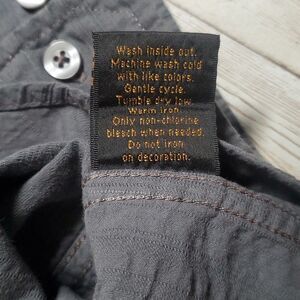 Wash inside out.
Machine wash cold
with like colors.
Gentle cycle.
Tumble dry low.
Warm iron.
Only non-chlorine
bleach when needed.
Do not iron
on decoration.